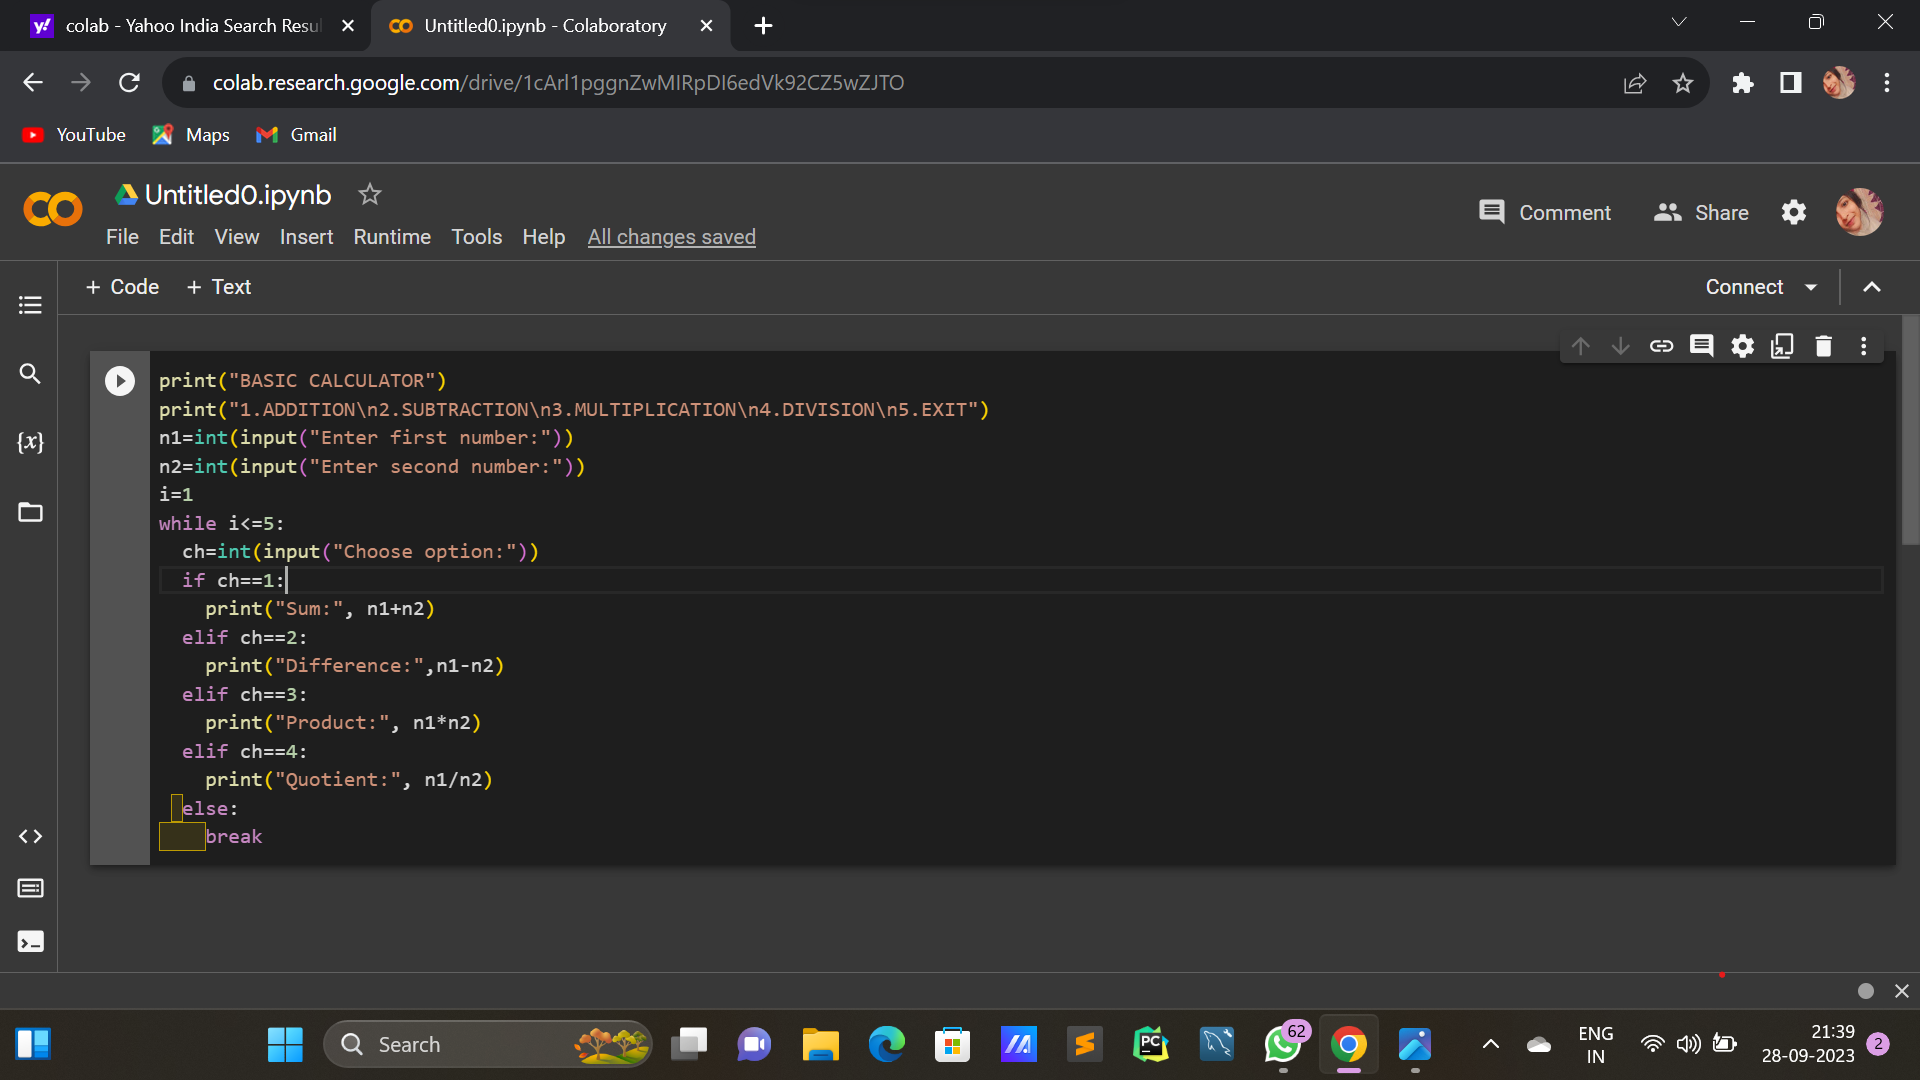 colab - Yahoo India Search Resul
Untitled0.ipynb - Colaboratory
colab.research.google.com/drive/1cArl1pggnZwMIRpDI6edVk92CZ5wZJTO
YouTube Maps Gmail
Untitled0.ipynb
File Edit View Insert Runtime Tools Help All changes saved
Comment Share
+ Code + Text
Connect
print("BASIC CALCULATOR")
print("1.ADDITION\n2.SUBTRACTION\n3.MULTIPLICATION\n4.DIVISION\n5.EXIT")
n1=int(input("Enter first number:"))
n2=int(input("Enter second number:"))
i=1
while i<=5:
  ch=int(input("Choose option:"))
  if ch==1:
    print("Sum:", n1+n2)
  elif ch==2:
    print("Difference:",n1-n2)
  elif ch==3:
    print("Product:", n1*n2)
  elif ch==4:
    print("Quotient:", n1/n2)
  else:
    break
Search
PC
62
ENG
IN
21:39
28-09-2023
2